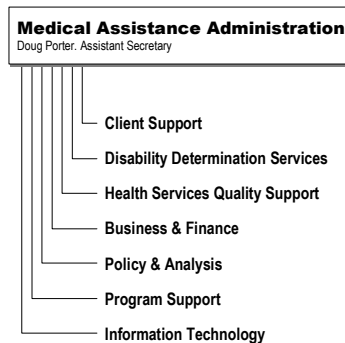 Medical Assistance Administration
Doug Porter. Assistant Secretary
Client Support
Disability Determination Services
Health Services Quality Support
Business & Finance
Policy & Analysis
Program Support
Information Technology